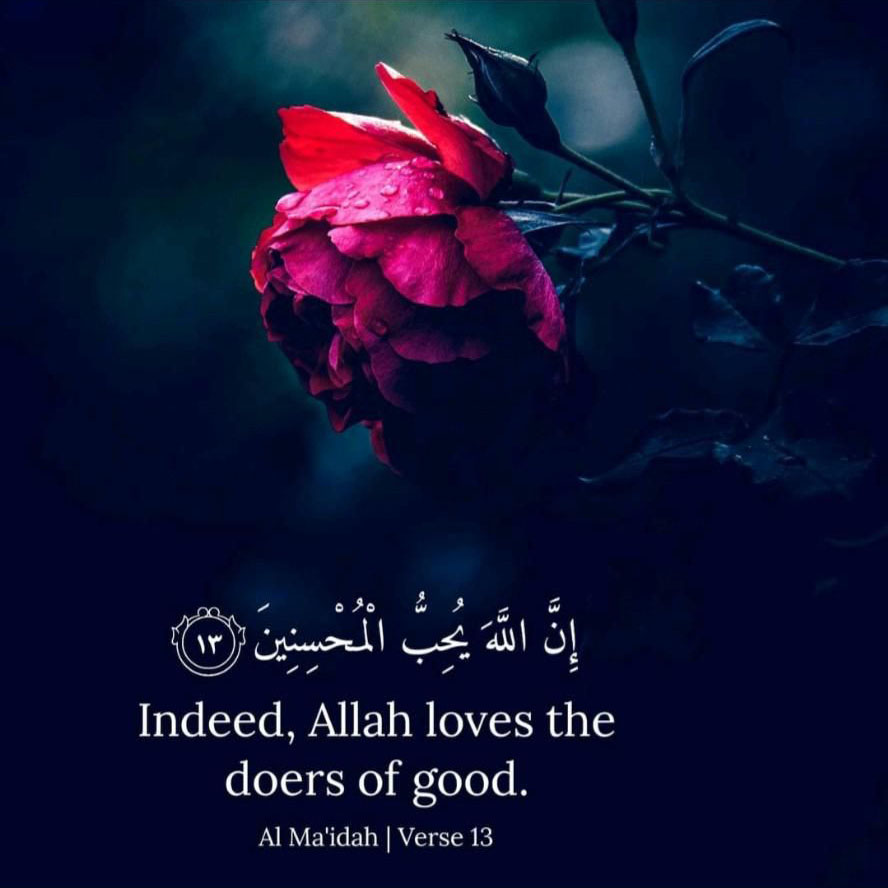 إِنَّ اللَّهَ يُحِبُّ الْمُحْسِنِينَ ١٣
Indeed, Allah loves the
doers of good.
Al Ma'idah | Verse 13